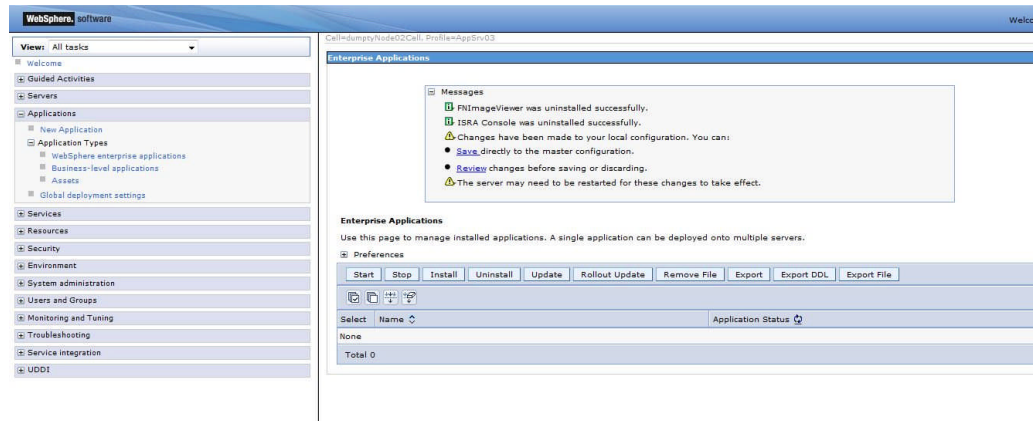 WebSphere. software
Welco
View: All tasks
Welcome
Guided Activities
Servers
Applications
New Application
Application Types
WebSphere enterprise applications
Business-level applications
Assets
Global deployment settings
Services
Resources
Security
Environment
System administration
Users and Groups
Monitoring and Tuning
Troubleshooting
Service integration
UDDI
Cell=dumptyNode02Cell, Profile=AppSrv03
Enterprise Applications
Messages
FNImageViewer was uninstalled successfully.
ISRA Console was uninstalled successfully.
Changes have been made to your local configuration. You can:
Save directly to the master configuration.
Review changes before saving or discarding.
The server may need to be restarted for these changes to take effect.
Enterprise Applications
Use this page to manage installed applications. A single application can be deployed onto multiple servers.
Preferences
Start Stop Install Uninstall Update Rollout Update Remove File Export Export DDL Export File
Select Name Application Status
None
Total 0